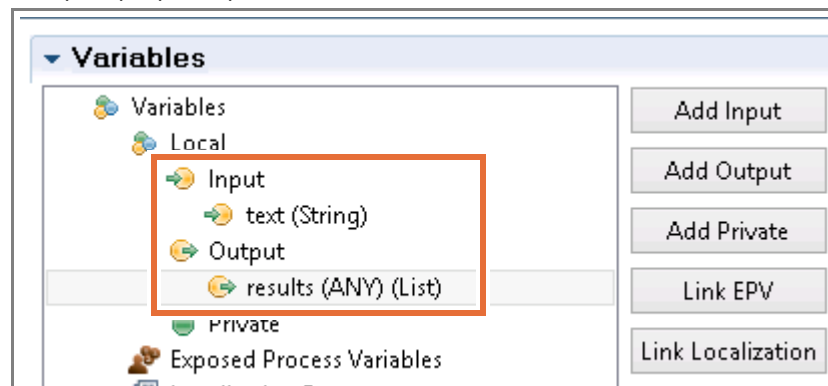 Variables
Variables
Add Input
Local
Input
Add Output
text (String)
Add Private
Output
results (ANY) (List)
Link EPV
Private
Exposed Process Variables
Link Localization